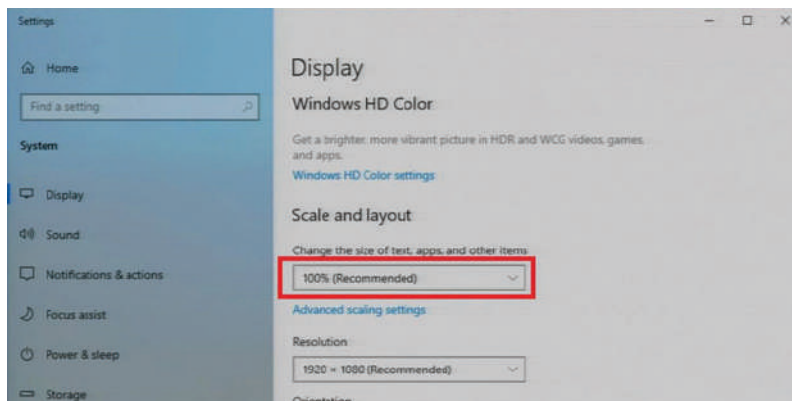 Settings
Home
Find a setting
System
Display
Sound
Notifications & actions
Focus assist
Power & sleep
Storage
Display
Windows HD Color
Get a brighter, more vibrant picture in HDR and WCG videos, games,
and apps.
Windows HD Color settings
Scale and layout
Change the size of text, apps, and other items
100% (Recommended)
Advanced scaling settings
Resolution
1920 × 1080 (Recommended)
Orientation